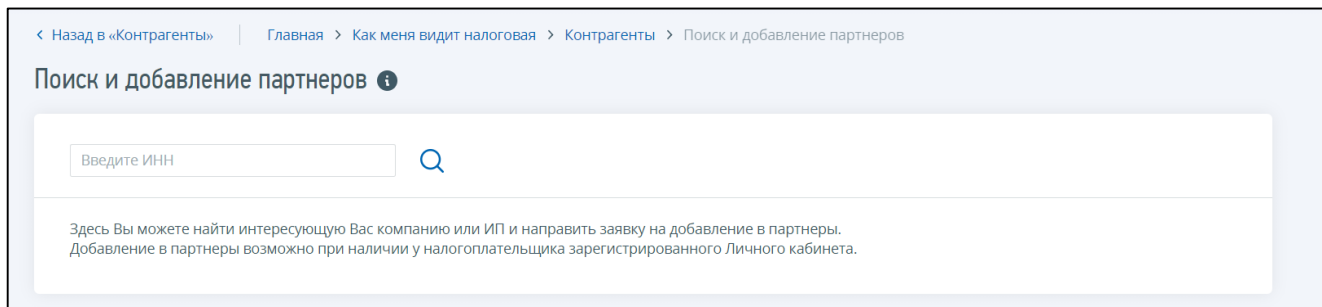 Назад в «Контрагенты» Главная > Как меня видит налоговая > Контрагенты > Поиск и добавление партнеров
Поиск и добавление партнеров
Введите ИНН
Здесь Вы можете найти интересующую Вас компанию или ИП и направить заявку на добавление в партнеры.
Добавление в партнеры возможно при наличии у налогоплательщика зарегистрированного Личного кабинета.